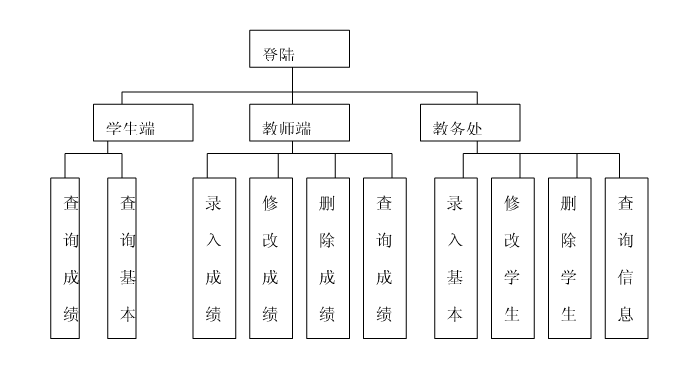 登陆
学生端
教师端
教务处
查询成绩
查询基本
录入成绩
修改成绩
删除成绩
查询成绩
录入基本
修改学生
删除学生
查询信息